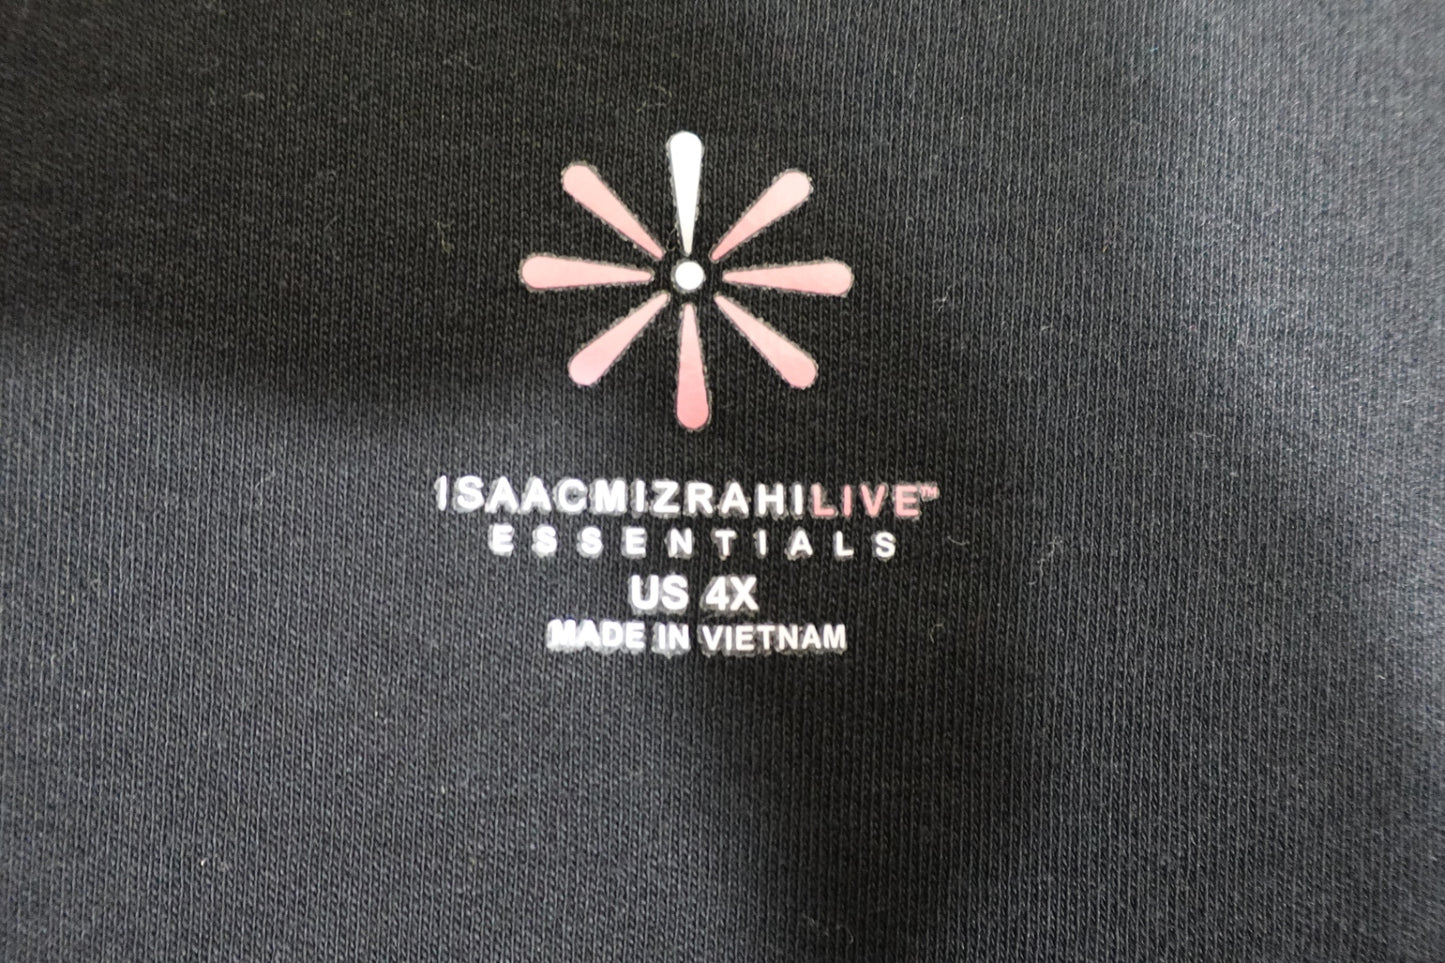 ISAACMIZRAHILIVE™
ESSENTIALS
US 4X
MADE IN VIETNAM